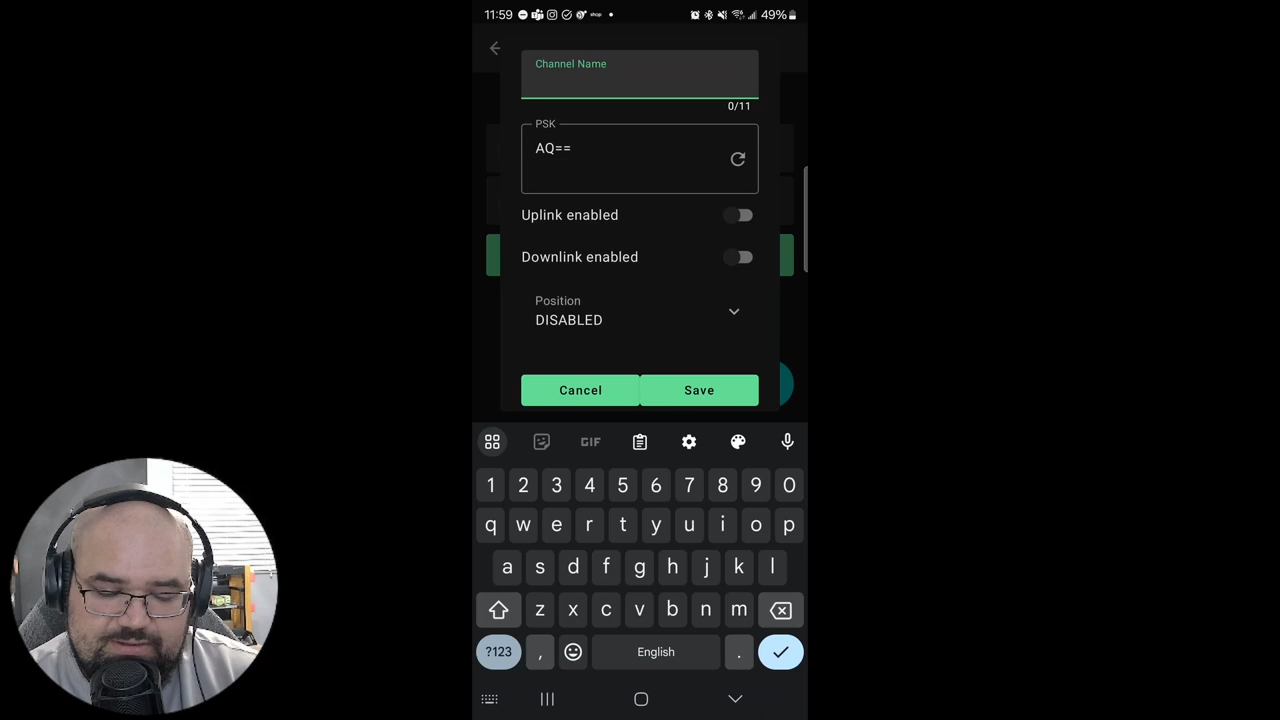 11:59 shop 49%
Channel Name
0/11
PSK
AQ==
Uplink enabled
Downlink enabled
Position
DISABLED
Cancel Save
GIF
1 2 3 4 5 6 7 8 9 0
q w e r t y u i o p
a s d f g h j k l
z x c v b n m
?123 , English .